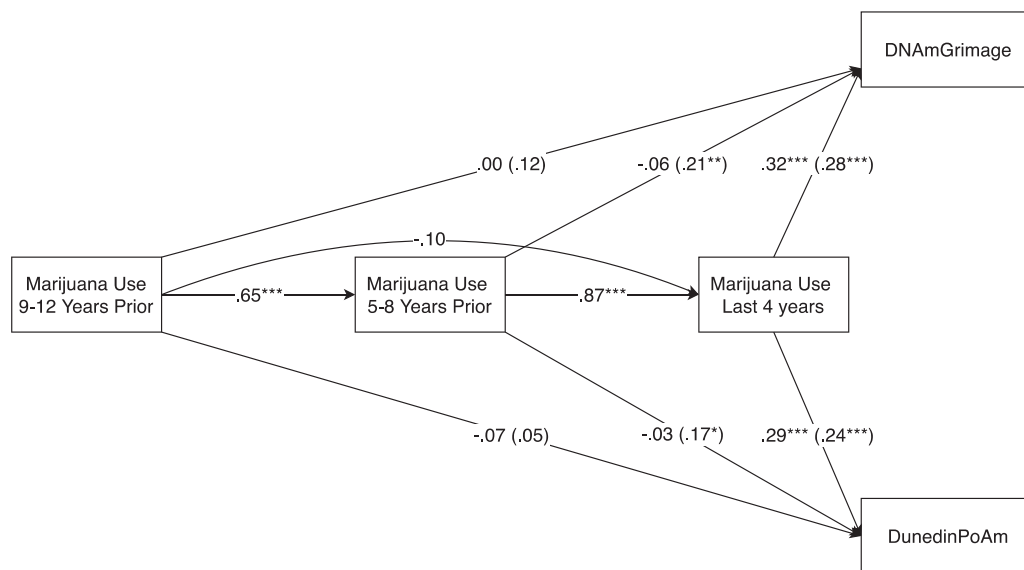 DNAmGrimage
.00 (.12)
-.06 (.21**)
.32*** (.28***)
-.10
Marijuana Use
9-12 Years Prior
.65***
Marijuana Use
5-8 Years Prior
.87***
Marijuana Use
Last 4 years
-.07 (.05)
-.03 (.17*)
.29*** (.24***)
DunedinPoAm